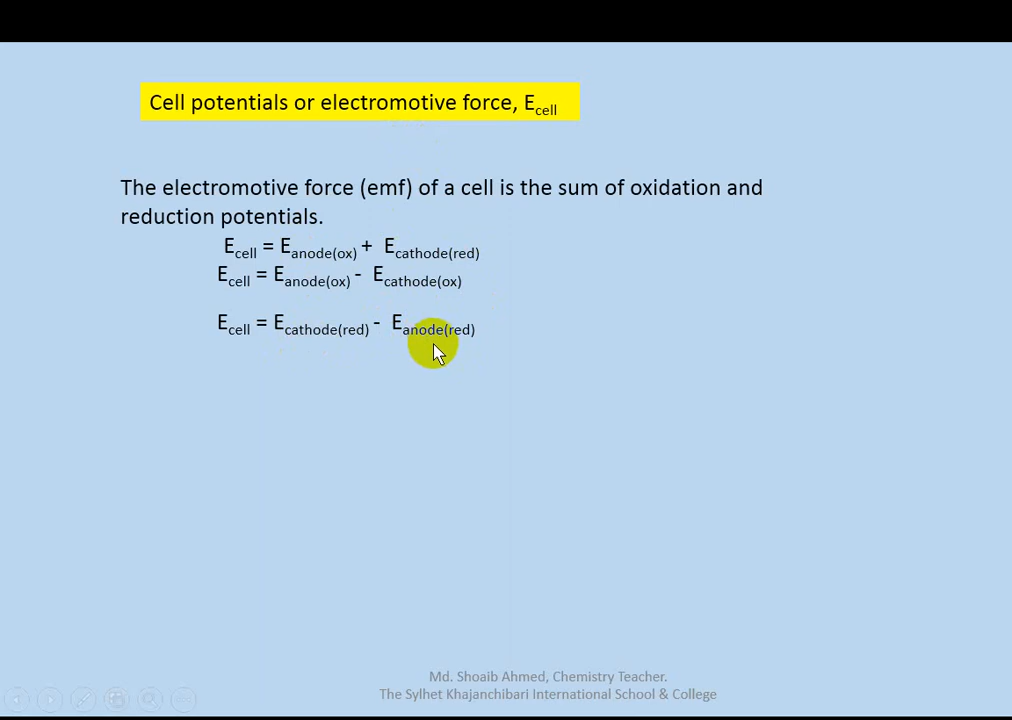 Cell potentials or electromotive force, Ecell
The electromotive force (emf) of a cell is the sum of oxidation and
reduction potentials.
Ecell = Eanode(ox) + Ecathode(red)
Ecell = Eanode(ox) - Ecathode(ox)
Ecell = Ecathode(red) - Eanode(red)
Md. Shoaib Ahmed, Chemistry Teacher.
The Sylhet Khajanchibari International School & College